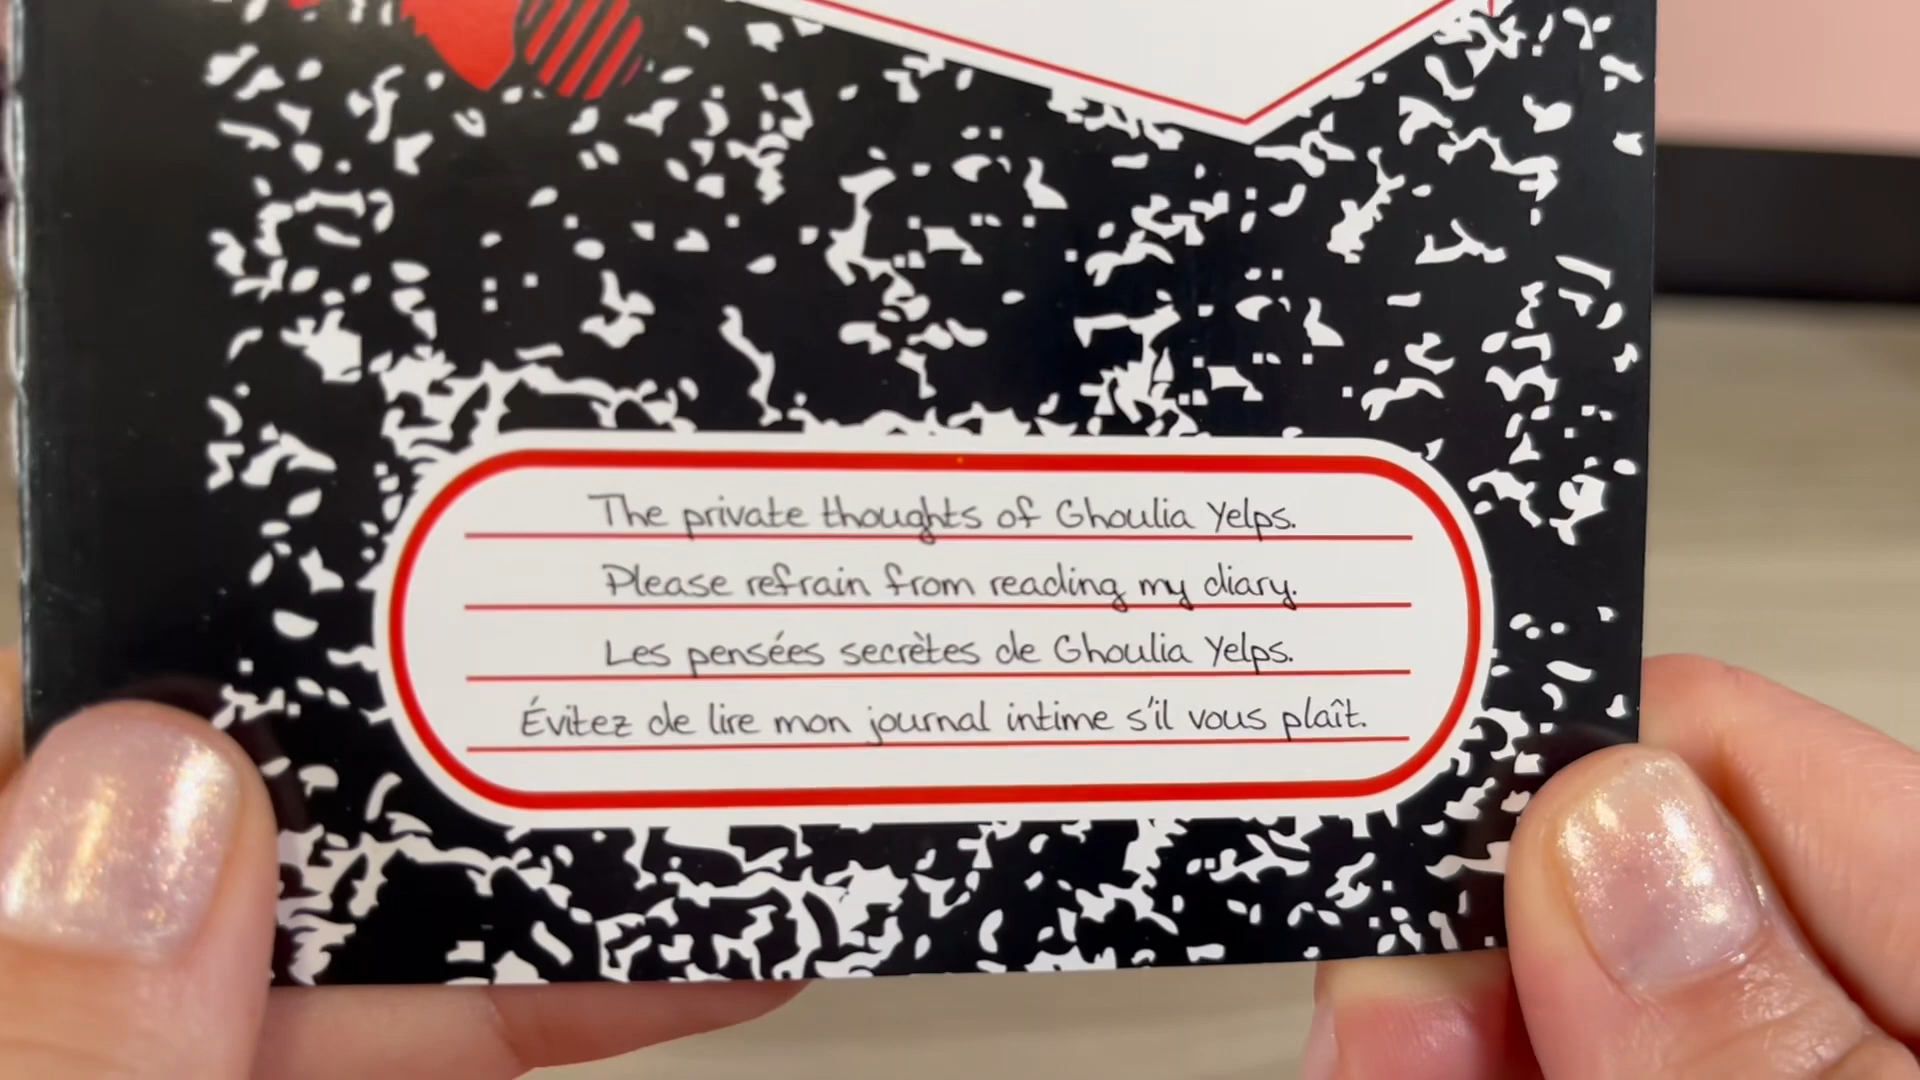 The private thoughts of Ghoulia Yelps.
Please refrain from reading my diary.
Les pensées secrètes de Ghoulia Yelps.
Évitez de lire mon journal intime s'il vous plaît.